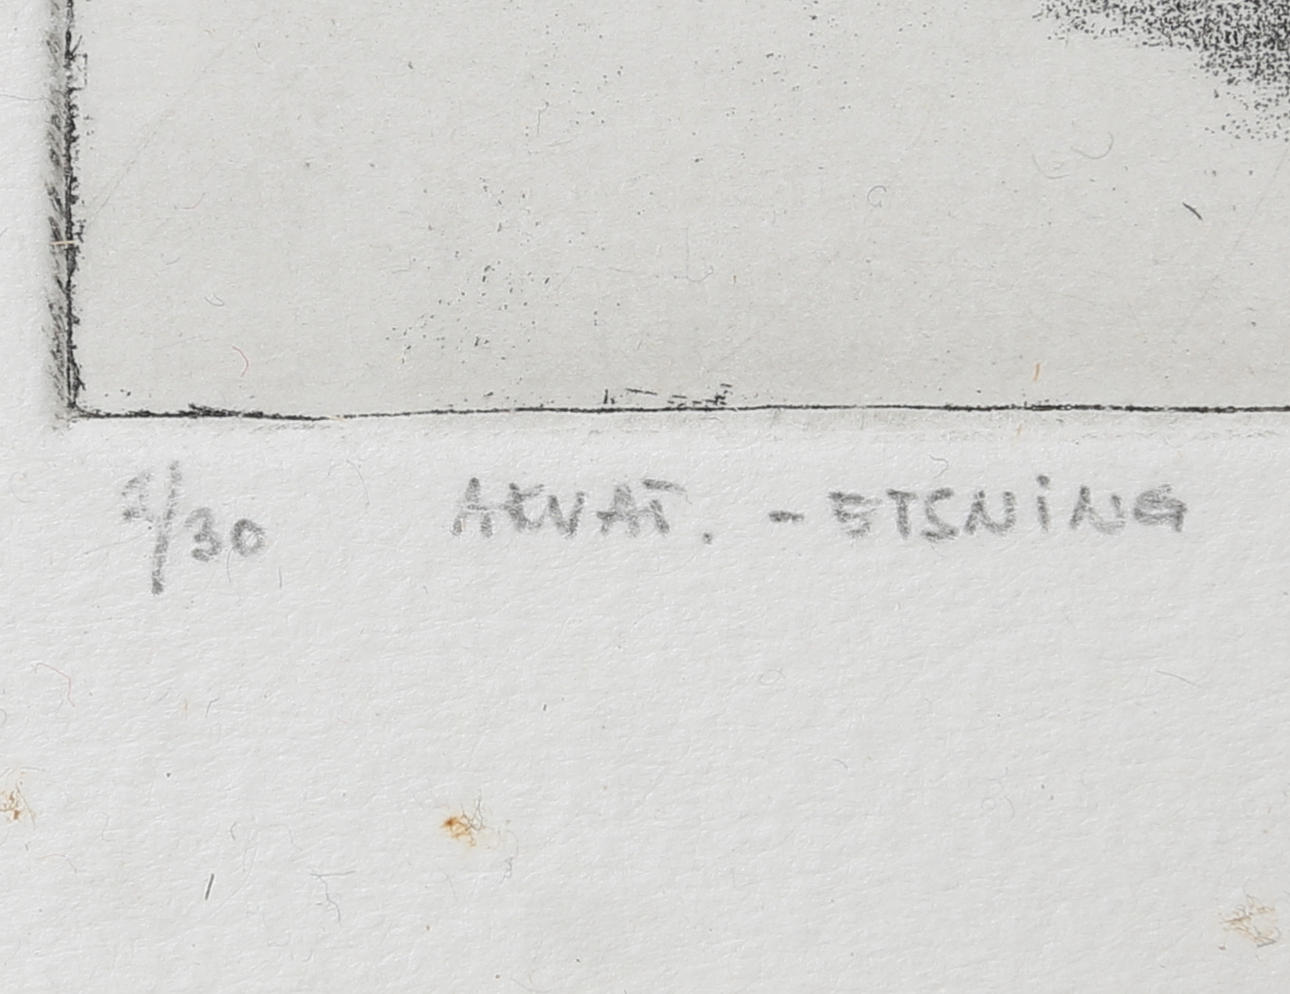 2/30 AKVAT. - ETSNING